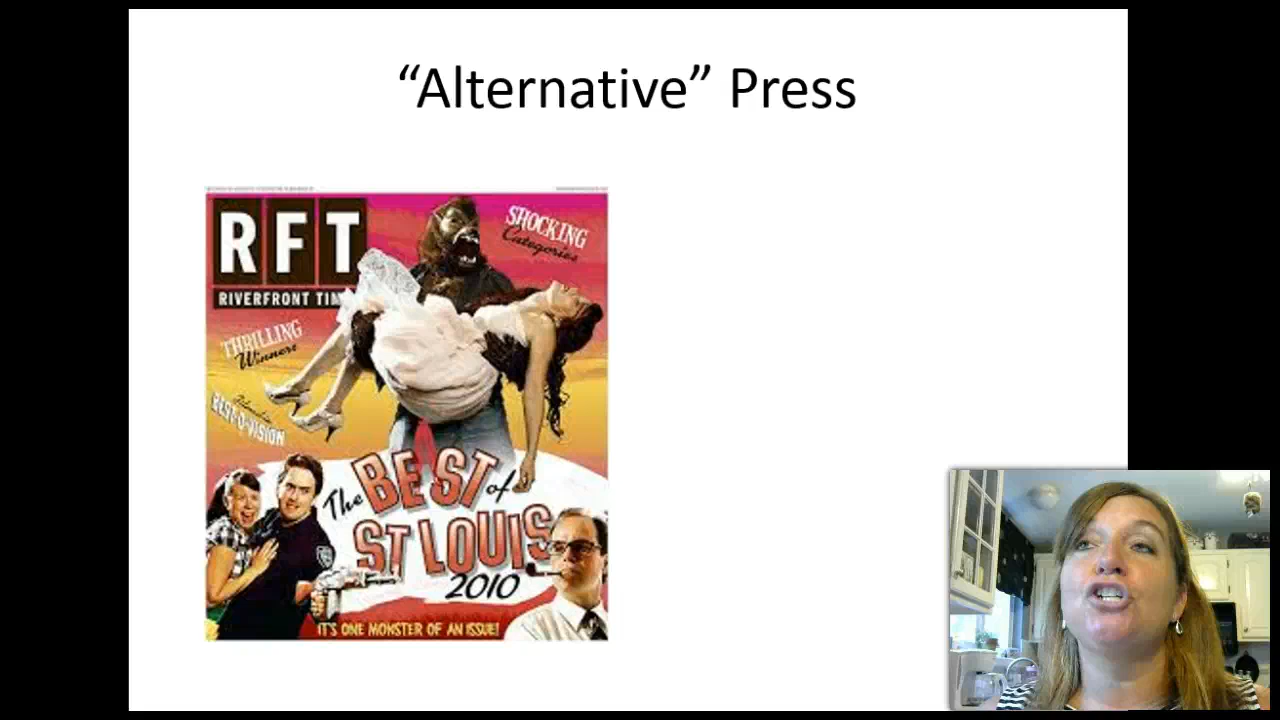 “Alternative” Press
RFT
RIVERFRONT TIM
SHOCKING
Categories
THRILLING
Winners
BEST-O-VISION
The BEAST of
ST LOUIS
2010
IT'S ONE MONSTER OF AN ISSUE!